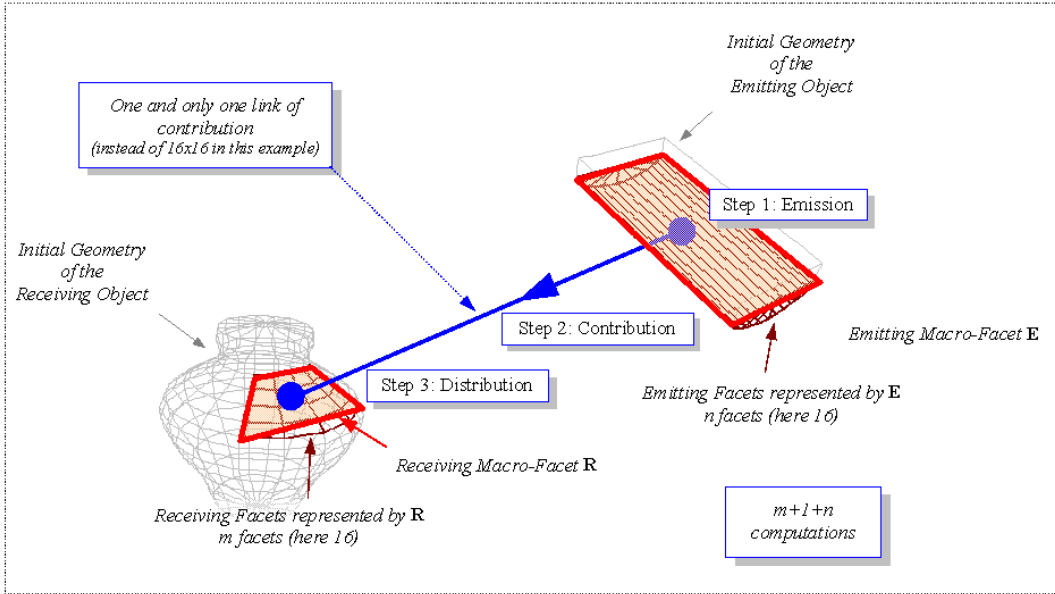 Initial Geometry
of the
Emitting Object
One and only one link of
contribution
(instead of 16x16 in this example)
Step 1: Emission
Initial Geometry
of the
Receiving Object
Step 2: Contribution
Emitting Macro-Facet E
Step 3: Distribution
Emitting Facets represented by E
n facets (here 16)
Receiving Macro-Facet R
Receiving Facets represented by R
m facets (here 16)
m+1+n
computations